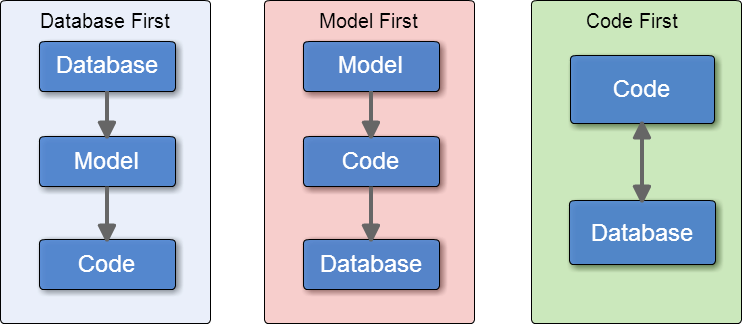 Database First
Database
Model
Code
Model First
Model
Code
Database
Code First
Code
Database